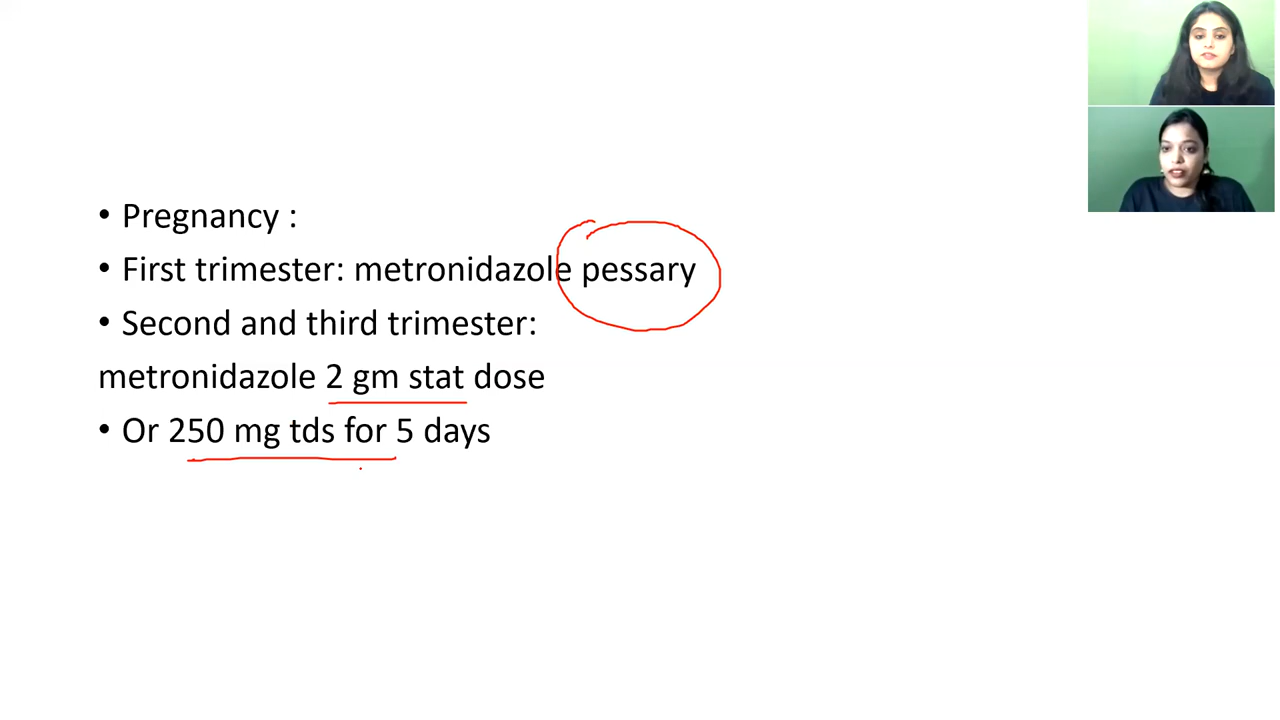 • Pregnancy :
• First trimester: metronidazole pessary
• Second and third trimester:
metronidazole 2 gm stat dose
• Or 250 mg tds for 5 days